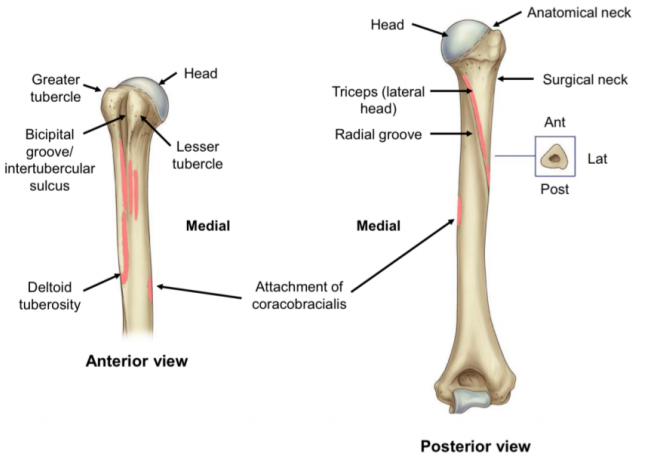 Greater
tubercle
Head
Bicipital
groove/
intertubercular
sulcus
Lesser
tubercle
Medial
Deltoid
tuberosity
Attachment of
coracobracialis
Anterior view
Head
Anatomical neck
Triceps (lateral
head)
Surgical neck
Radial groove
Ant
Lat
Post
Medial
Posterior view